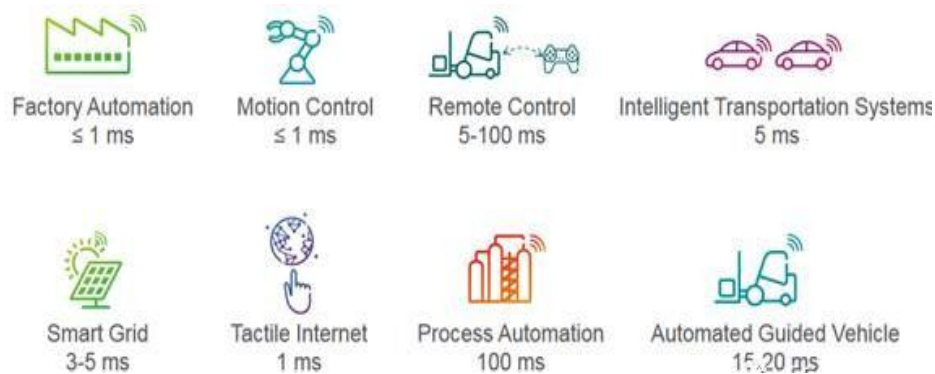 Factory Automation
≤ 1 ms
Motion Control
≤ 1 ms
Remote Control
5-100 ms
Intelligent Transportation Systems
5 ms
Smart Grid
3-5 ms
Tactile Internet
1 ms
Process Automation
100 ms
Automated Guided Vehicle
15-20 ms